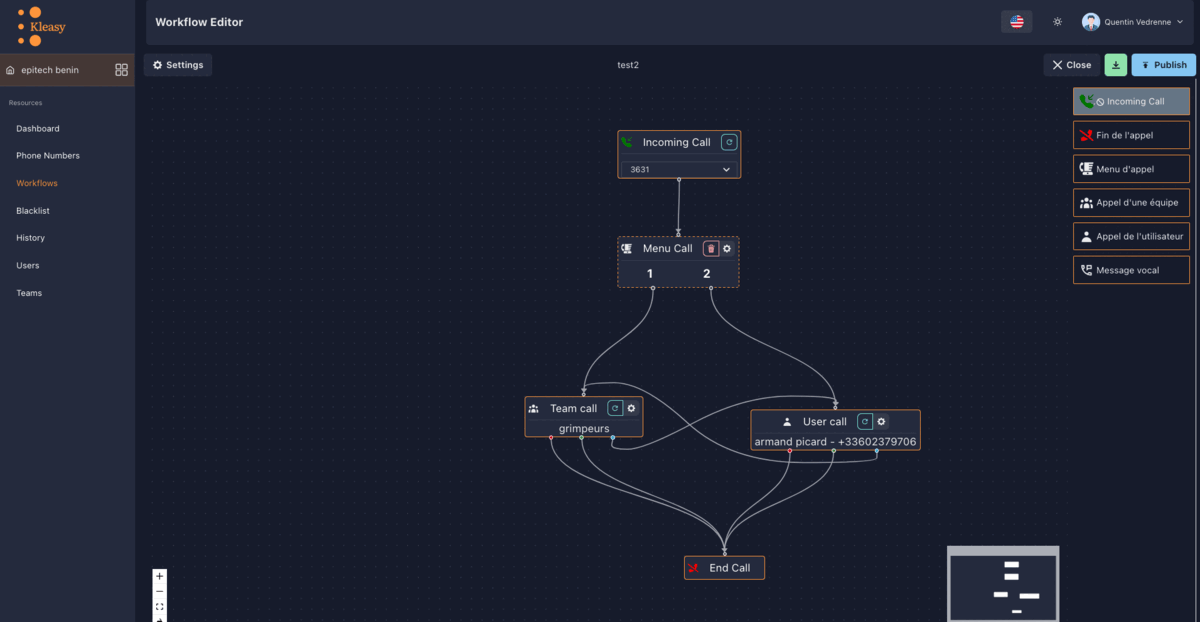 Kleasy
Workflow Editor
Quentin Vedrenne
epitech benin
Settings
test2
Close
Publish
Resources
Dashboard
Phone Numbers
Workflows
Blacklist
History
Users
Teams
Incoming Call
Fin de l'appel
Menu d'appel
Appel d'une équipe
Appel de l'utilisateur
Message vocal
Incoming Call
3631
Menu Call
1 2
Team call
grimpeurs
User call
armand picard - +33602379706
End Call